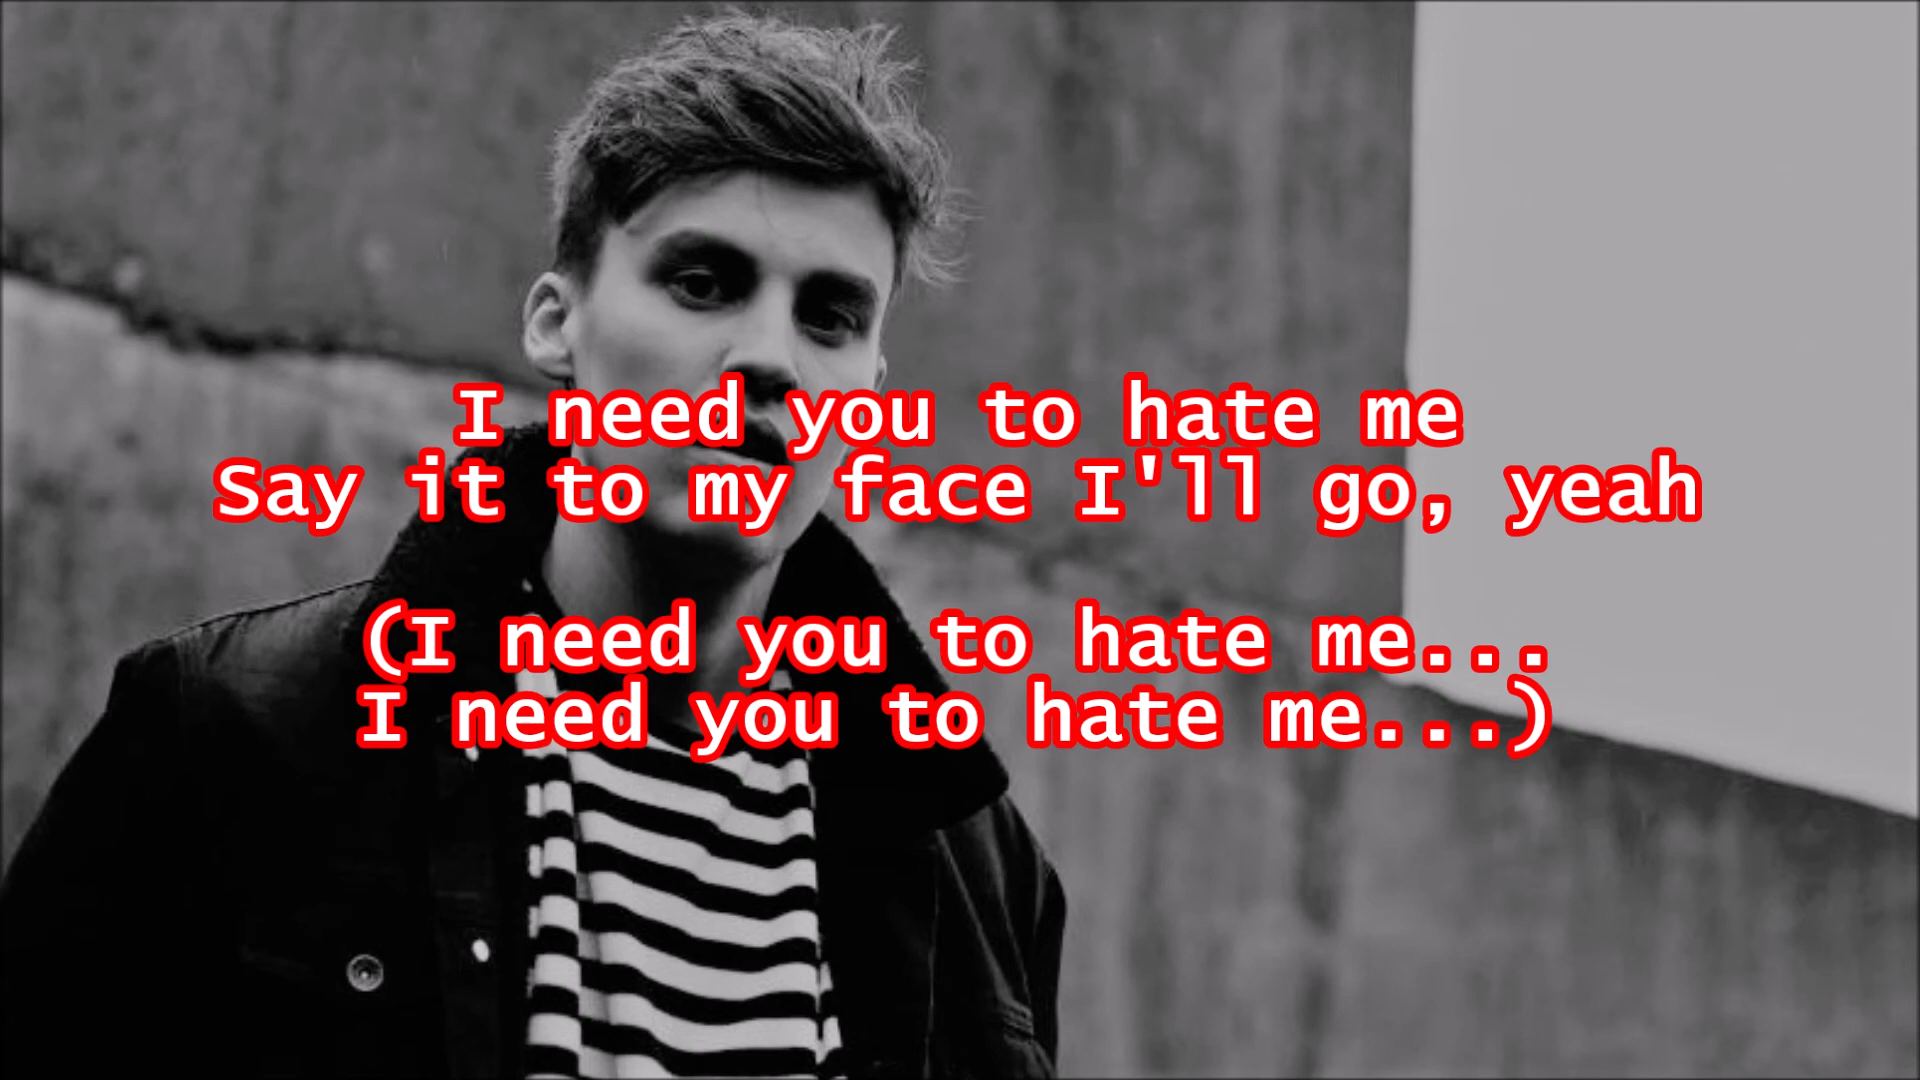 I need you to hate me
Say it to my face I'll go, yeah
(I need you to hate me...
I need you to hate me...)